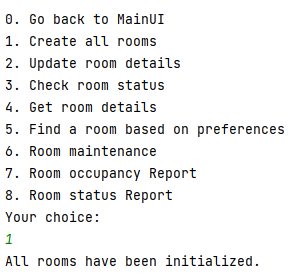 0. Go back to MainUI
1. Create all rooms
2. Update room details
3. Check room status
4. Get room details
5. Find a room based on preferences
6. Room maintenance
7. Room occupancy Report
8. Room status Report
Your choice:
1
All rooms have been initialized.